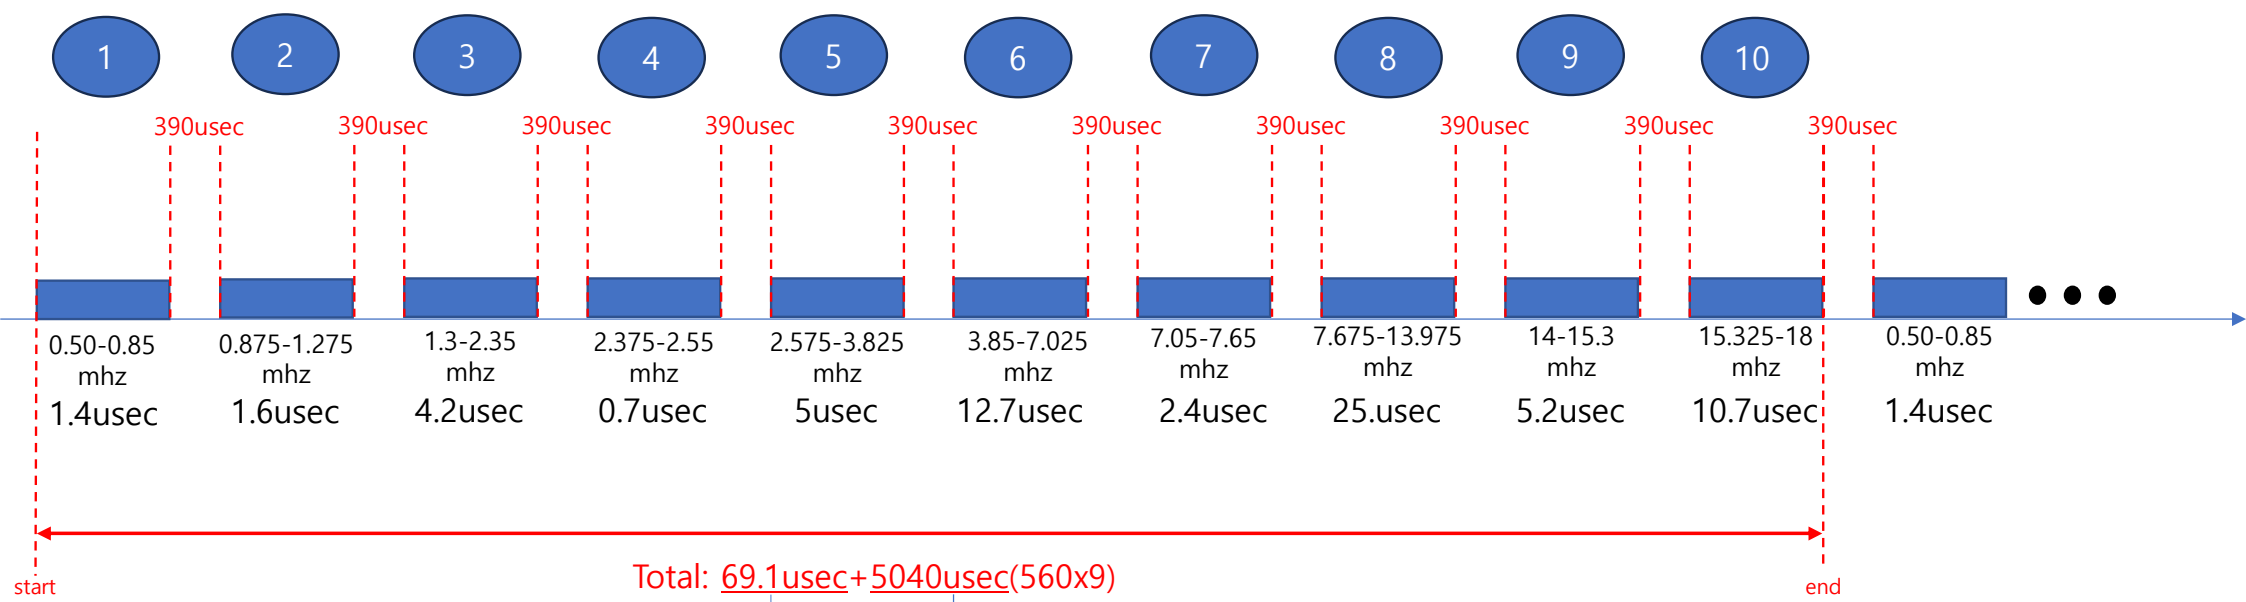 1
2
3
4
5
6
7
8
9
10
390usec
390usec
390usec
390usec
390usec
390usec
390usec
390usec
390usec
390usec
0.50-0.85
mhz
1.4usec
0.875-1.275
mhz
1.6usec
1.3-2.35
mhz
4.2usec
2.375-2.55
mhz
0.7usec
2.575-3.825
mhz
5usec
3.85-7.025
mhz
12.7usec
7.05-7.65
mhz
2.4usec
7.675-13.975
mhz
25.usec
14-15.3
mhz
5.2usec
15.325-18
mhz
10.7usec
0.50-0.85
mhz
1.4usec
start
Total: 69.1usec+5040usec(560x9)
end